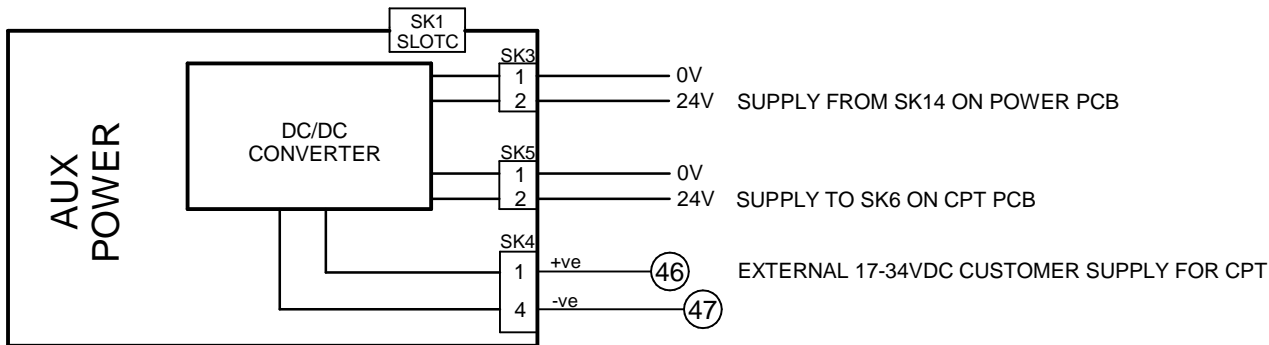 SK1
SLOTC
SK3
1 0V
2 24V SUPPLY FROM SK14 ON POWER PCB
DC/DC
CONVERTER
AUX
POWER
SK5
1 0V
2 24V SUPPLY TO SK6 ON CPT PCB
SK4
1 +ve 46 EXTERNAL 17-34VDC CUSTOMER SUPPLY FOR CPT
4 -ve 47